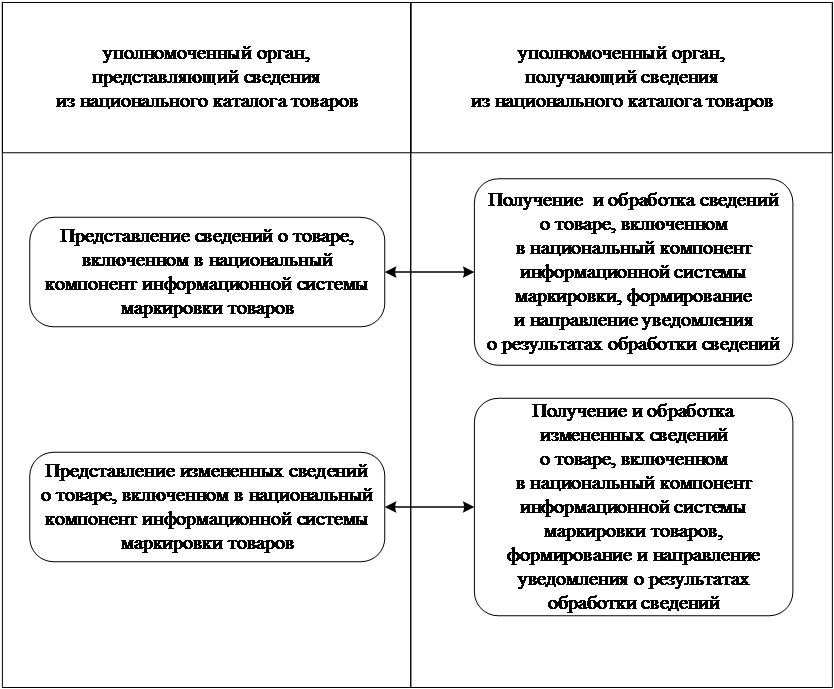 уполномоченный орган,
представляющий сведения
из национального каталога товаров
уполномоченный орган,
получающий сведения
из национального каталога товаров
Представление сведений о товаре,
включенном в национальный
компонент информационной системы
маркировки товаров
Получение и обработка сведений
о товаре, включенном
в национальный компонент
информационной системы
маркировки, формирование
и направление уведомления
о результатах обработки сведений
Представление измененных сведений
о товаре, включенном в национальный
компонент информационной системы
маркировки товаров
Получение и обработка
измененных сведений
о товаре, включенном
в национальный компонент
информационной системы
маркировки товаров,
формирование и направление
уведомления о результатах
обработки сведений